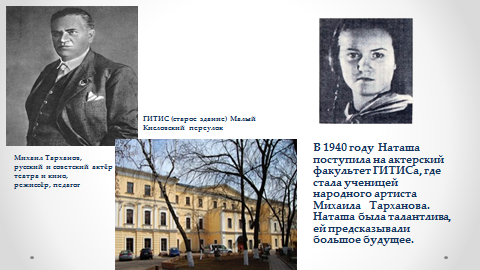 ГИТИС (старое здание) Малый
Кисловский переулок
Михаил Тарханов,
русский и советский актёр
театра и кино,
режиссёр, педагог
В 1940 году Наташа
поступила на актерский
факультет ГИТИСа, где
стала ученицей
народного артиста
Михаила Тарханова.
Наташа была талантлива,
ей предсказывали
большое будущее.